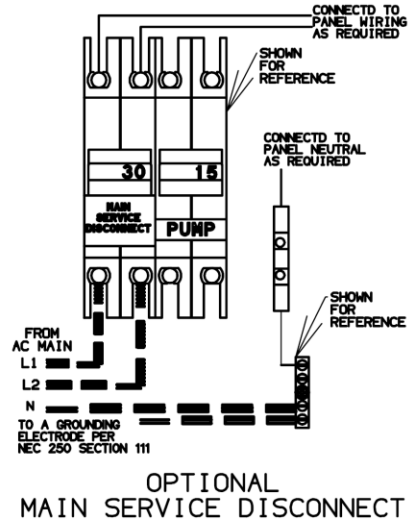 CONNECTD TO
PANEL WIRING
AS REQUIRED
SHOWN
FOR
REFERENCE
CONNECTD TO
PANEL NEUTRAL
AS REQUIRED
30
15
MAIN
SERVICE
DISCONNECT
PUMP
SHOWN
FOR
REFERENCE
FROM
AC MAIN
L1
L2
N
TO A GROUNDING
ELECTRODE PER
NEC 250 SECTION 111
OPTIONAL
MAIN SERVICE DISCONNECT